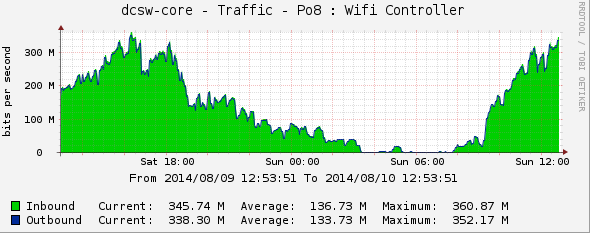 dcsw-core - Traffic - Po8 : Wifi Controller
RRDTOOL / TOBI OETIKER
bits per second
300 M
200 M
100 M
0
Sat 18:00 Sun 00:00 Sun 06:00 Sun 12:00
From 2014/08/09 12:53:51 To 2014/08/10 12:53:51
Inbound Current: 345.74 M Average: 136.73 M Maximum: 360.87 M
Outbound Current: 338.30 M Average: 133.73 M Maximum: 352.17 M